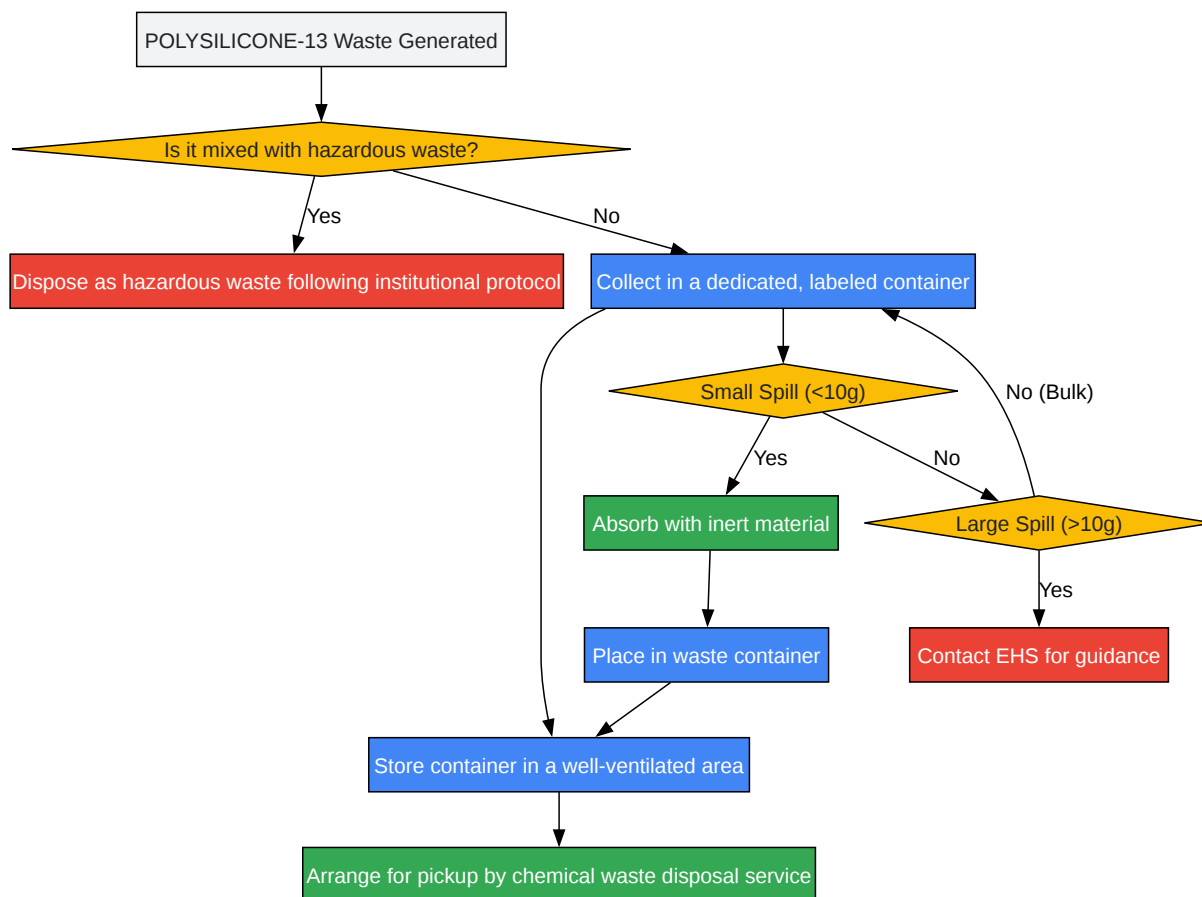 POLYSILICONE-13 Waste Generated
Is it mixed with hazardous waste?
Yes
No
Dispose as hazardous waste following institutional protocol
Collect in a dedicated, labeled container
Small Spill (<10g)
No (Bulk)
Yes
No
Absorb with inert material
Large Spill (>10g)
Yes
Place in waste container
Contact EHS for guidance
Store container in a well-ventilated area
Arrange for pickup by chemical waste disposal service